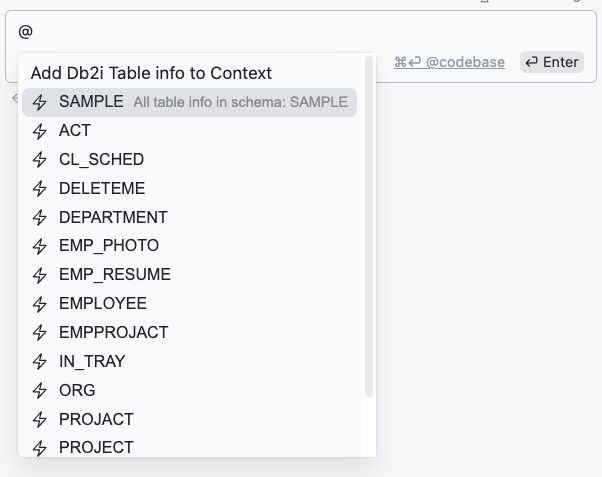 @
⌘⏎ @codebase ⏎ Enter
Add Db2i Table info to Context
SAMPLE All table info in schema: SAMPLE
ACT
CL_SCHED
DELETEME
DEPARTMENT
EMP_PHOTO
EMP_RESUME
EMPLOYEE
EMPPROJACT
IN_TRAY
ORG
PROJACT
PROJECT